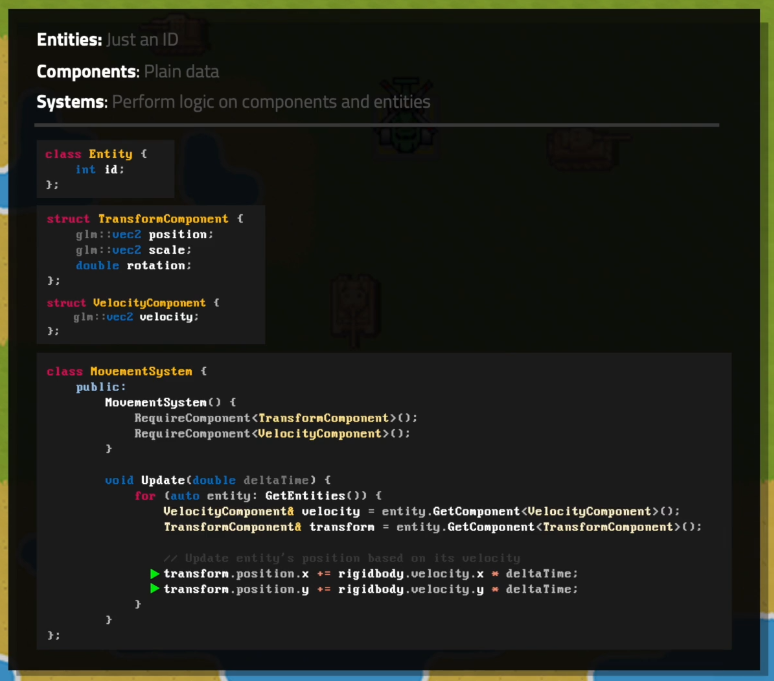 Entities: Just an ID
Components: Plain data
Systems: Perform logic on components and entities
class Entity {
    int id;
};
struct TransformComponent {
    glm::vec2 position;
    glm::vec2 scale;
    double rotation;
};
struct VelocityComponent {
    glm::vec2 velocity;
};
class MovementSystem {
    public:
        MovementSystem() {
            RequireComponent<TransformComponent>();
            RequireComponent<VelocityComponent>();
        }
        void Update(double deltaTime) {
            for (auto entity: GetEntities()) {
                VelocityComponent& velocity = entity.GetComponent<VelocityComponent>();
                TransformComponent& transform = entity.GetComponent<TransformComponent>();
                // Update entity's position based on its velocity
                transform.position.x += rigidbody.velocity.x * deltaTime;
                transform.position.y += rigidbody.velocity.y * deltaTime;
            }
        }
};